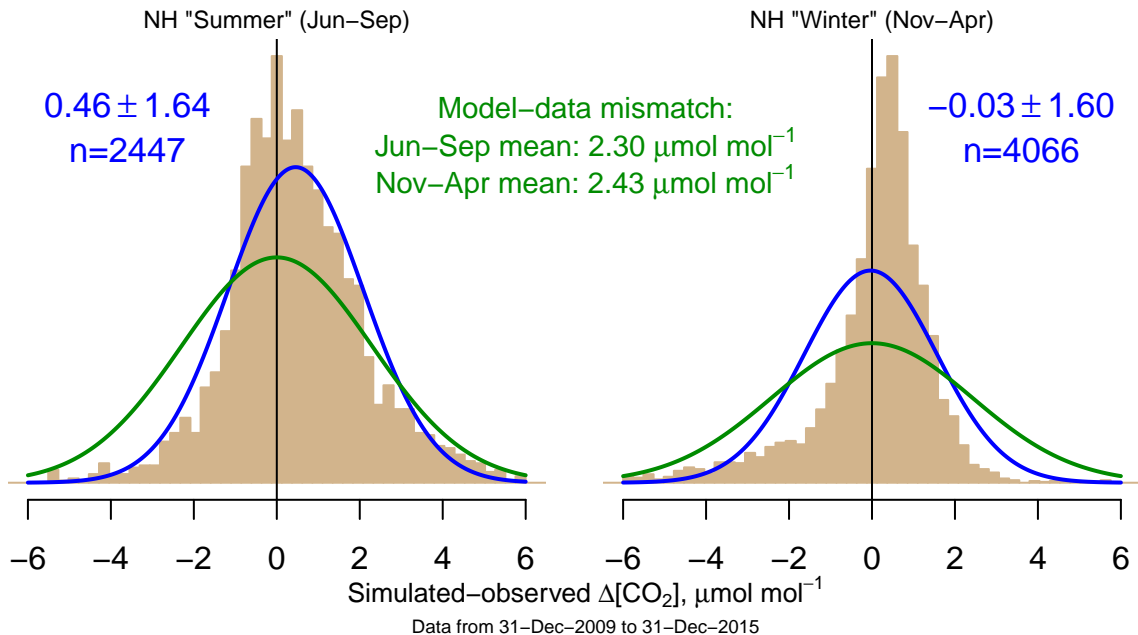 NH "Summer" (Jun−Sep)
NH "Winter" (Nov−Apr)
0.46 ± 1.64
n=2447
Model−data mismatch:
Jun−Sep mean: 2.30 μmol mol⁻¹
Nov−Apr mean: 2.43 μmol mol⁻¹
−0.03 ± 1.60
n=4066
−6 −4 −2 0 2 4 6
−6 −4 −2 0 2 4 6
Simulated−observed Δ[CO₂], μmol mol⁻¹
Data from 31−Dec−2009 to 31−Dec−2015